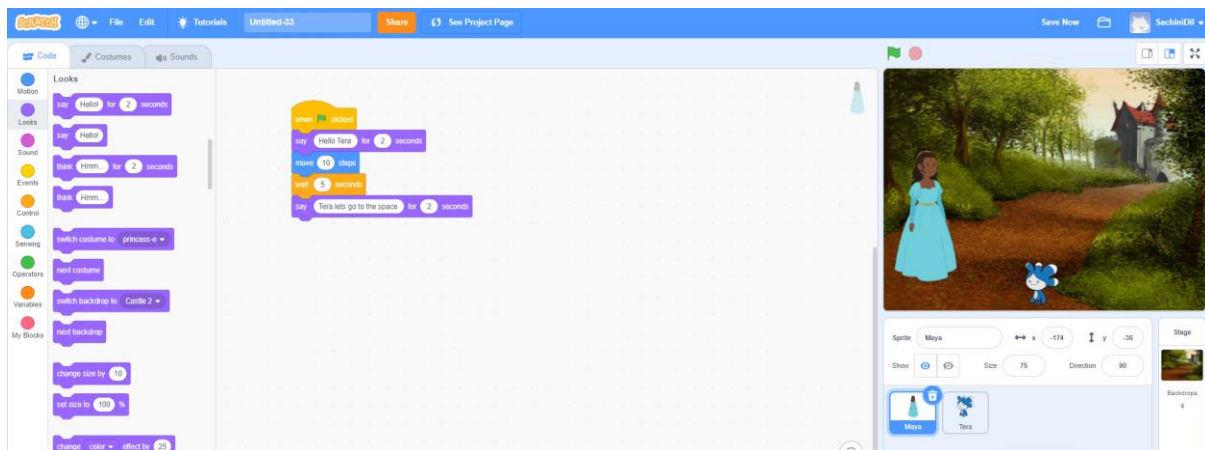 SCRATCH File Edit Tutorials Untitled-33 Share See Project Page Save Now SachiniDil
Code Costumes Sounds
Motion
Looks
Sound
Events
Control
Sensing
Operators
Variables
My Blocks
Looks
say Hello! for 2 seconds
say Hello!
think Hmm... for 2 seconds
think Hmm...
switch costume to princess-e
next costume
switch backdrop to Castle 2
next backdrop
change size by 10
set size to 100 %
change color effect by 25
when clicked
say Hello Tera for 2 seconds
move 10 steps
wait 5 seconds
say Tera lets go to the space for 2 seconds
Sprite Maya x -174 y -36
Show Size 75 Direction 90
Maya Tera
Stage
Backdrops
4